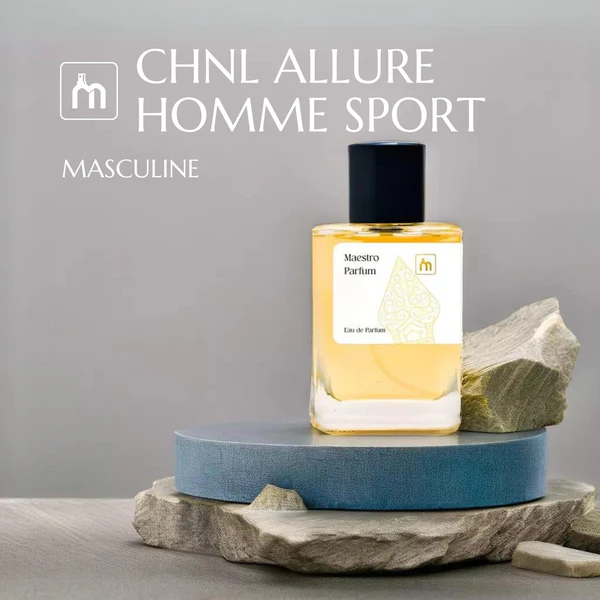 CHNL ALLURE
HOMME SPORT
MASCULINE
Maestro
Parfum
Eau de Parfum